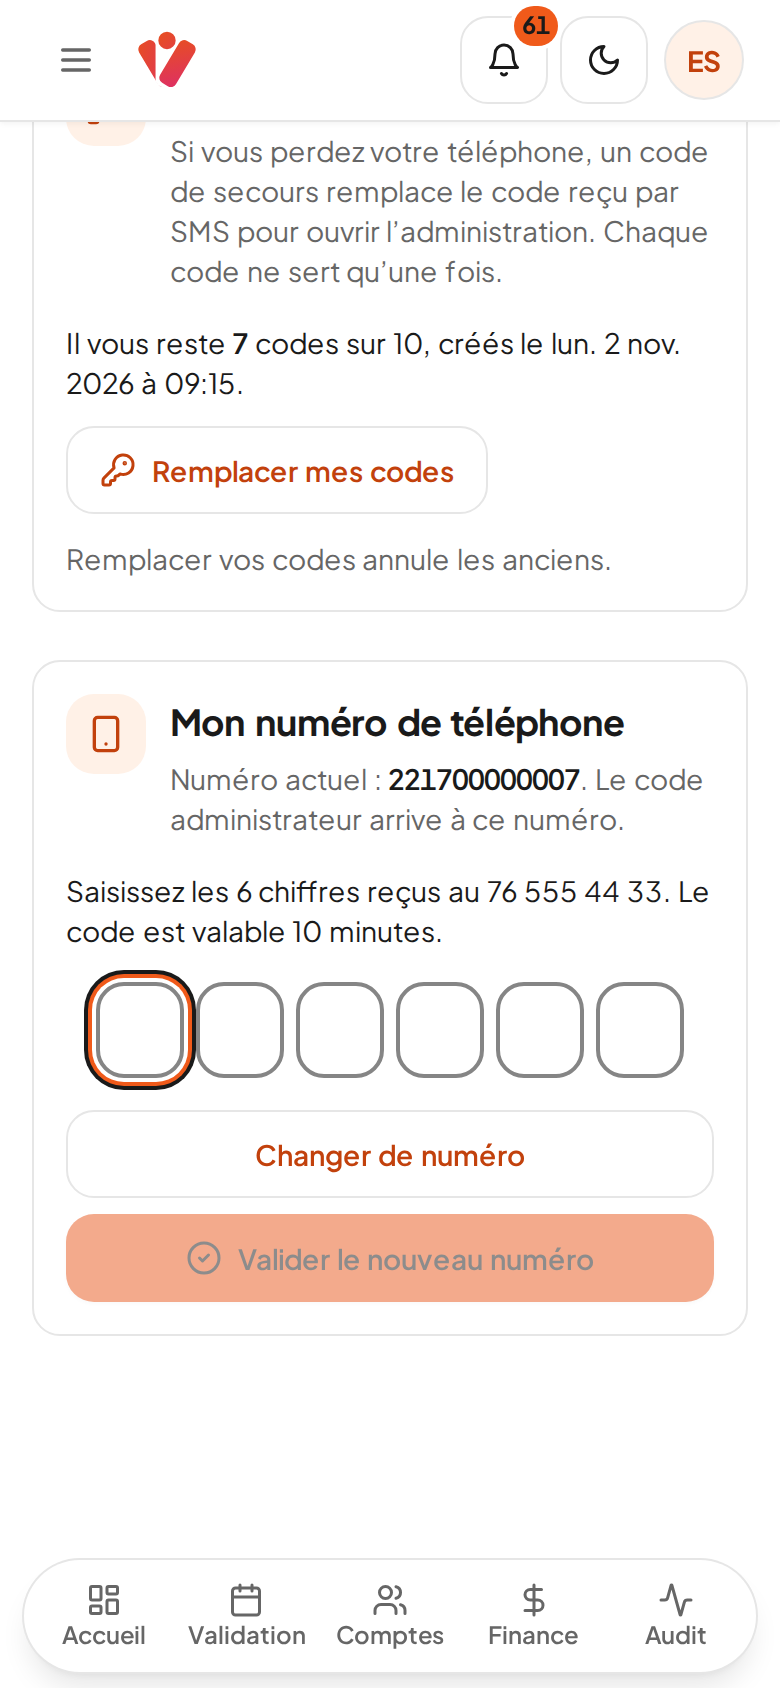 61
ES
Si vous perdez votre téléphone, un code
de secours remplace le code reçu par
SMS pour ouvrir l’administration. Chaque
code ne sert qu’une fois.
Il vous reste 7 codes sur 10, créés le lun. 2 nov.
2026 à 09:15.
Remplacer mes codes
Remplacer vos codes annule les anciens.
Mon numéro de téléphone
Numéro actuel : 221700000007. Le code
administrateur arrive à ce numéro.
Saisissez les 6 chiffres reçus au 76 555 44 33. Le
code est valable 10 minutes.
Changer de numéro
Valider le nouveau numéro
Accueil
Validation
Comptes
Finance
Audit